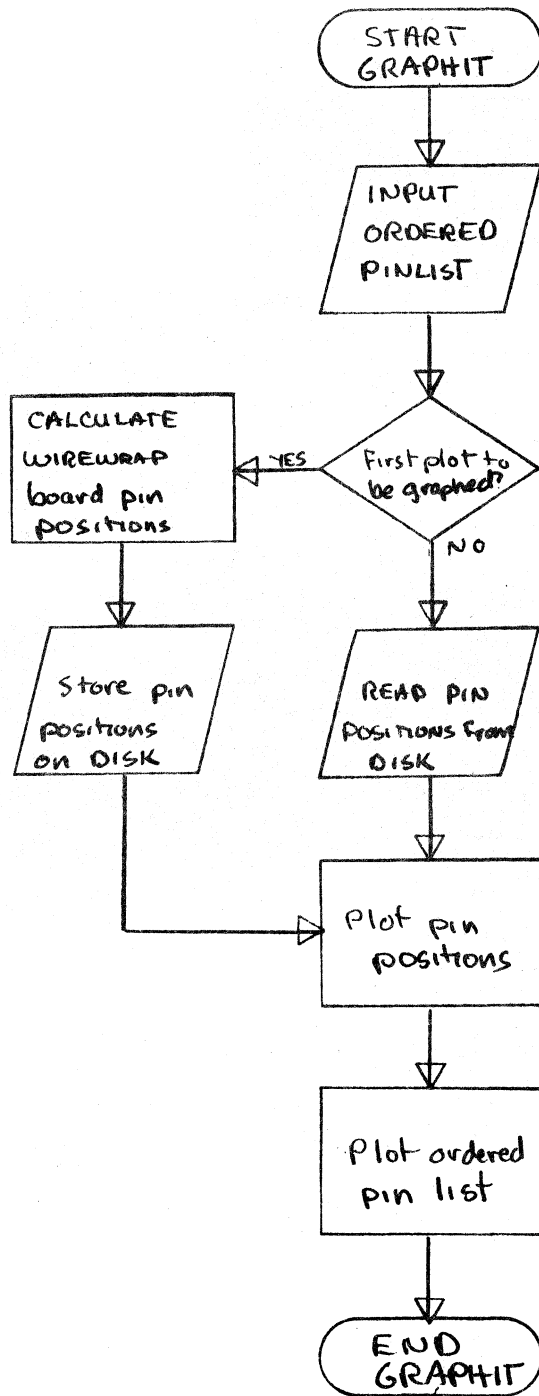 START
GRAPHIT
INPUT
ORDERED
PINLIST
First plot to
be graphed?
YES
NO
CALCULATE
WIREWRAP
board pin
positions
Store pin
positions
on DISK
READ PIN
POSITIONS from
DISK
Plot pin
positions
Plot ordered
pin list
END
GRAPHIT